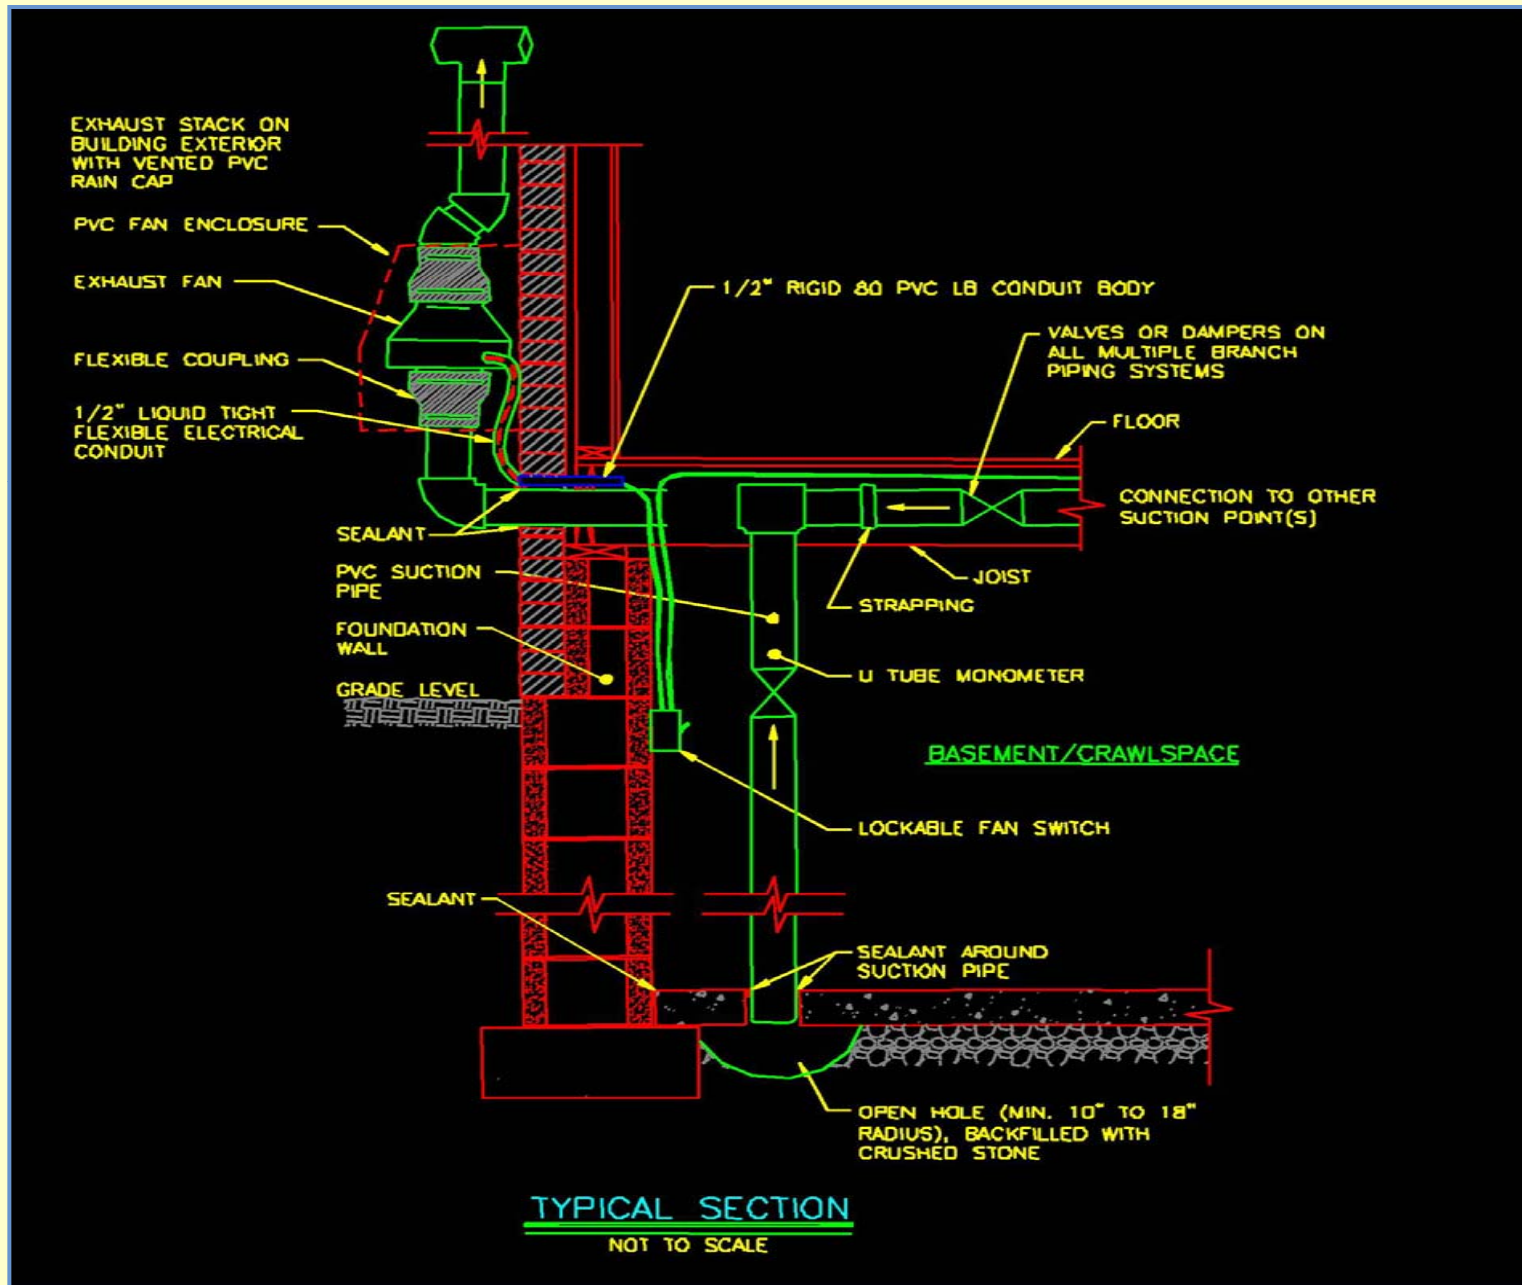 EXHAUST STACK ON
BUILDING EXTERIOR
WITH VENTED PVC
RAIN CAP
PVC FAN ENCLOSURE
EXHAUST FAN
FLEXIBLE COUPLING
1/2" LIQUID TIGHT
FLEXIBLE ELECTRICAL
CONDUIT
1/2" RIGID 80 PVC LB CONDUIT BODY
VALVES OR DAMPERS ON
ALL MULTIPLE BRANCH
PIPING SYSTEMS
FLOOR
CONNECTION TO OTHER
SUCTION POINT(S)
SEALANT
PVC SUCTION
PIPE
JOIST
STRAPPING
FOUNDATION
WALL
U TUBE MONOMETER
GRADE LEVEL
BASEMENT/CRAWLSPACE
LOCKABLE FAN SWITCH
SEALANT
SEALANT AROUND
SUCTION PIPE
OPEN HOLE (MIN. 10" TO 18"
RADIUS), BACKFILLED WITH
CRUSHED STONE
TYPICAL SECTION
NOT TO SCALE